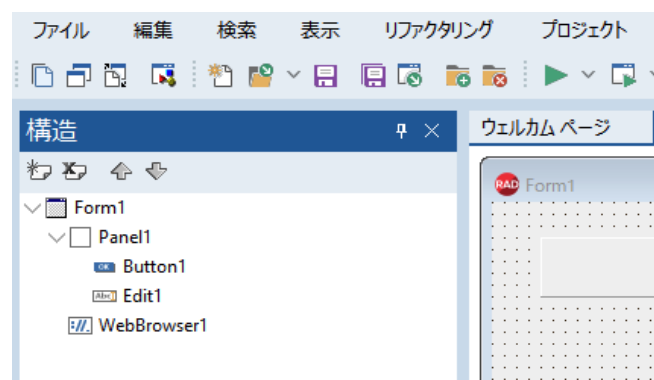 ファイル 編集 検索 表示 リファクタリング プロジェクト
構造
ウェルカム ページ
RAD Form1
Form1
Panel1
OK Button1
Abc Edit1
:// WebBrowser1